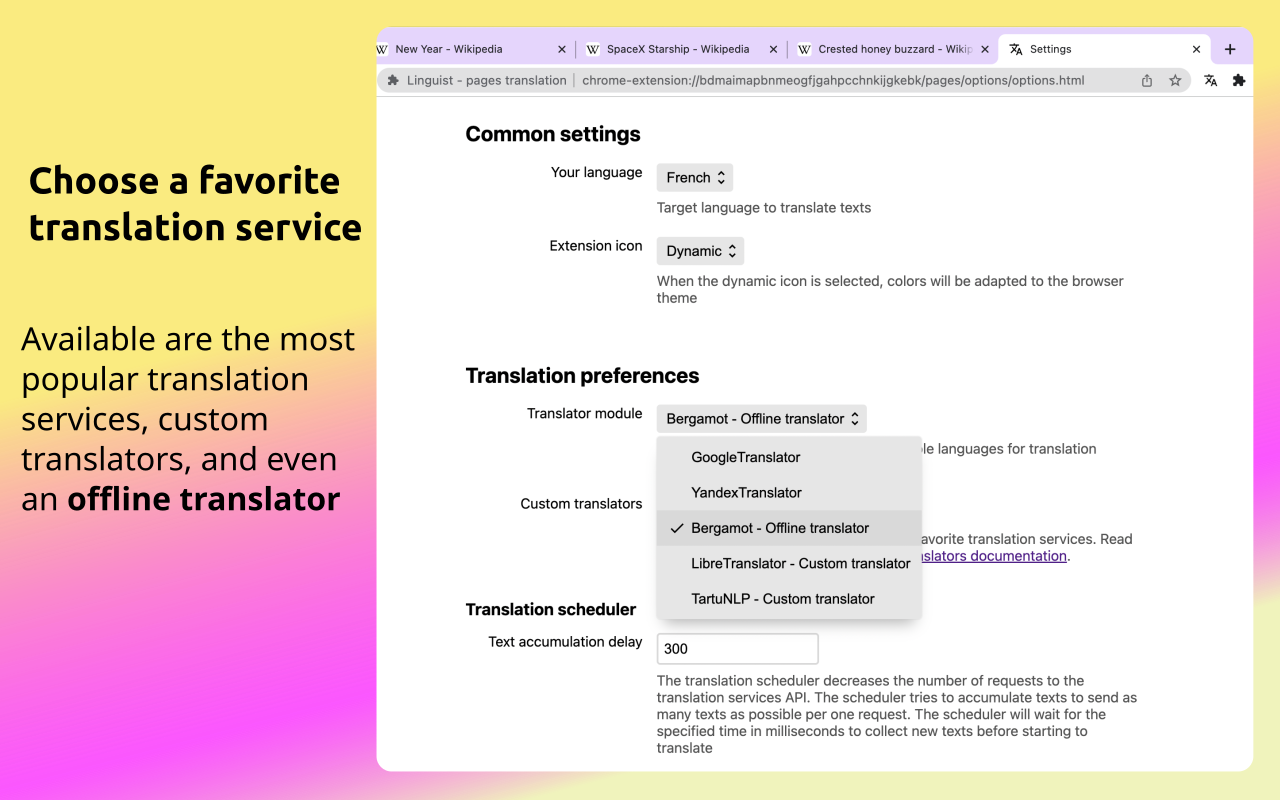 New Year - Wikipedia
SpaceX Starship - Wikipedia
Crested honey buzzard - Wikip
Settings
Linguist - pages translation
chrome-extension://bdmaimapbnmeogfjgahpcchnkijgkebk/pages/options/options.html
Choose a favorite
translation service
Available are the most
popular translation
services, custom
translators, and even
an offline translator
Common settings
Your language
French
Target language to translate texts
Extension icon
Dynamic
When the dynamic icon is selected, colors will be adapted to the browser
theme
Translation preferences
Translator module
Bergamot - Offline translator
languages for translation
GoogleTranslator
YandexTranslator
Bergamot - Offline translator
LibreTranslator - Custom translator
TartuNLP - Custom translator
Custom translators
avorite translation services. Read
slators documentation.
Translation scheduler
Text accumulation delay
300
The translation scheduler decreases the number of requests to the
translation services API. The scheduler tries to accumulate texts to send as
many texts as possible per one request. The scheduler will wait for the
specified time in milliseconds to collect new texts before starting to
translate